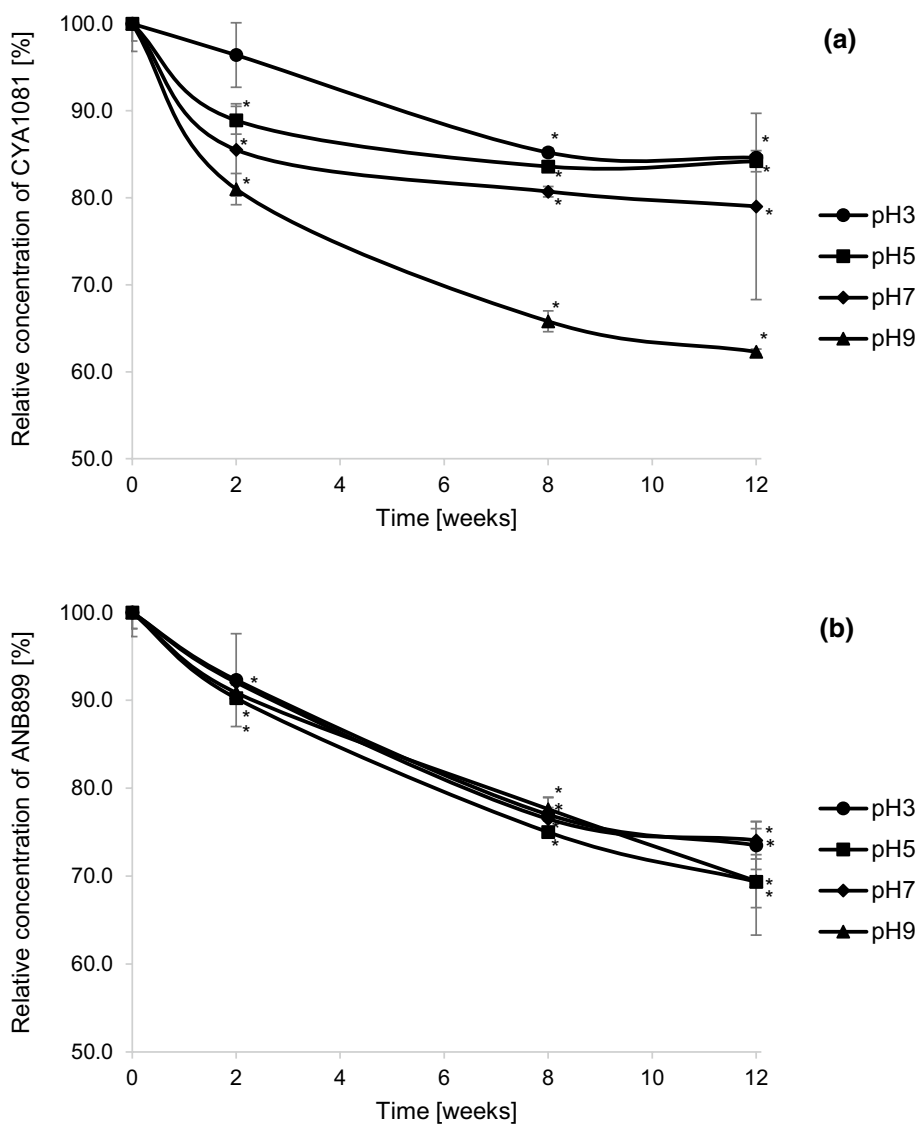 (a)
Relative concentration of CYA1081 [%]
100.0
90.0
80.0
70.0
60.0
50.0
* * * * * * * * * * *
0 2 4 6 8 10 12
Time [weeks]
pH3
pH5
pH7
pH9
(b)
Relative concentration of ANB899 [%]
100.0
90.0
80.0
70.0
60.0
50.0
* * * * * * * * * * *
0 2 4 6 8 10 12
Time [weeks]
pH3
pH5
pH7
pH9